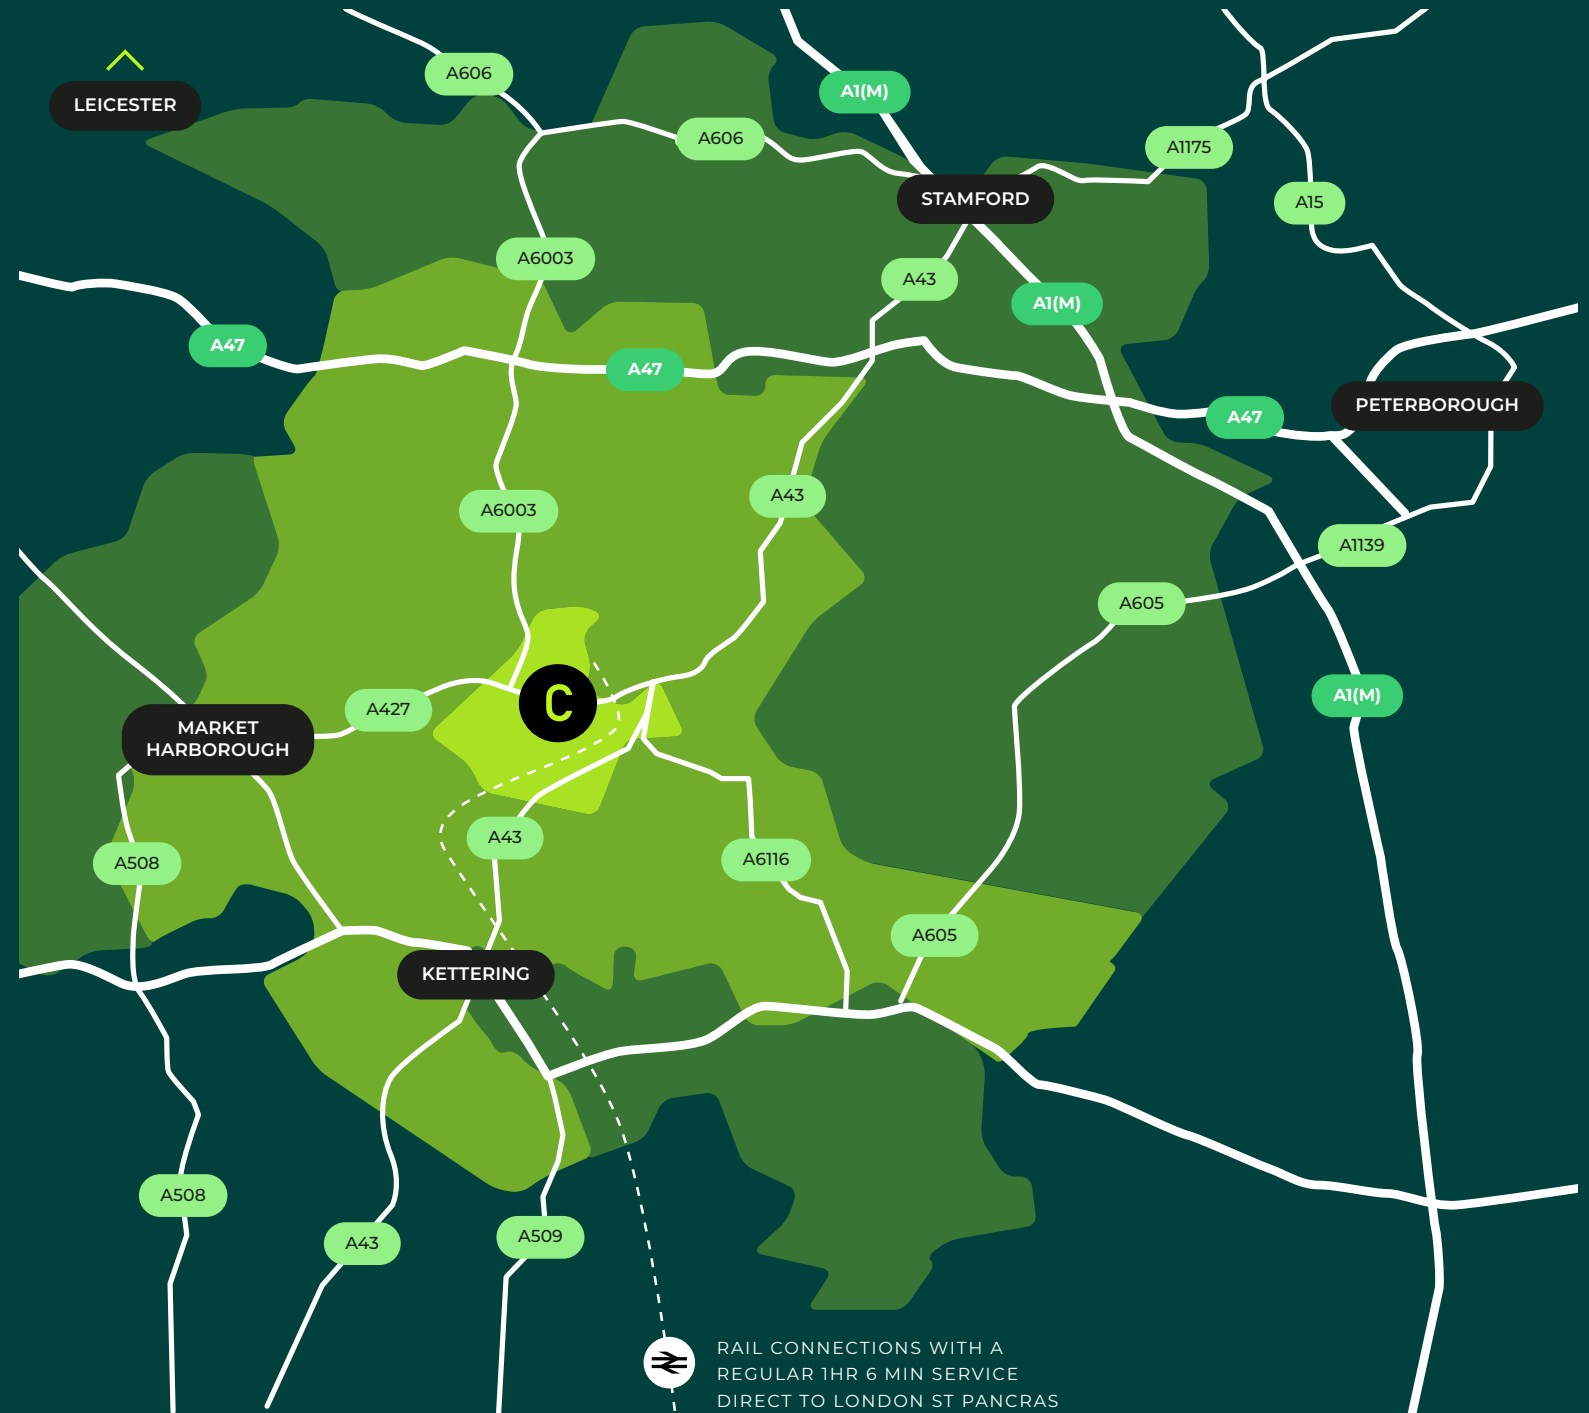 A606
LEICESTER
A1(M)
A606
A1175
STAMFORD
A15
A6003
A43
A1(M)
A47
A47
PETERBOROUGH
A47
A43
A6003
A1139
A605
A1(M)
C
A427
MARKET
HARBOROUGH
A43
A6116
A508
A605
KETTERING
A508
A509
A43
RAIL CONNECTIONS WITH A
REGULAR 1HR 6 MIN SERVICE
DIRECT TO LONDON ST PANCRAS